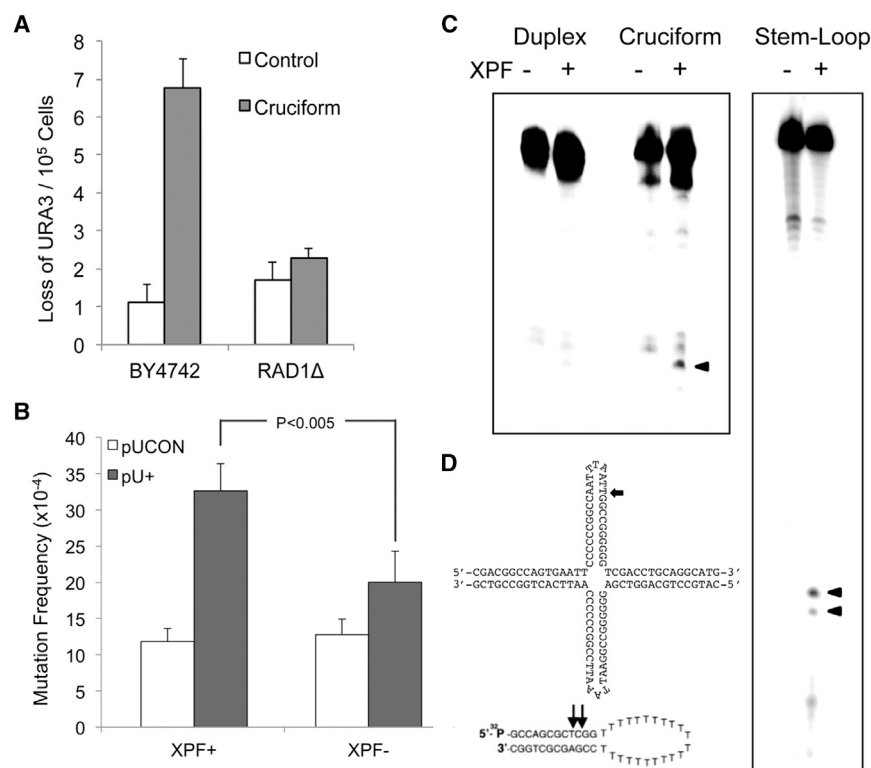 A
Loss of URA3 / 10⁵ Cells
8
7
6
5
4
3
2
1
0
Control
Cruciform
BY4742
RAD1Δ
B
Mutation Frequency (x10⁻⁴)
40
35
30
25
20
15
10
5
0
pUCON
pU+
P<0.005
XPF+
XPF-
C
Duplex Cruciform Stem-Loop
XPF - + - + - +
D
5'-CGACGGCCAGTGAATT TCGACCTGCAGGCATG-3'
3'-GCTGCCGGTCACTTAA AGCTGGACGTCCGTAC-5'
5'-³²P-GCCAGCGCTCGG
3'-CGGTCGCGAGCC
TTTTTTTTTTTTTTTTTTTT